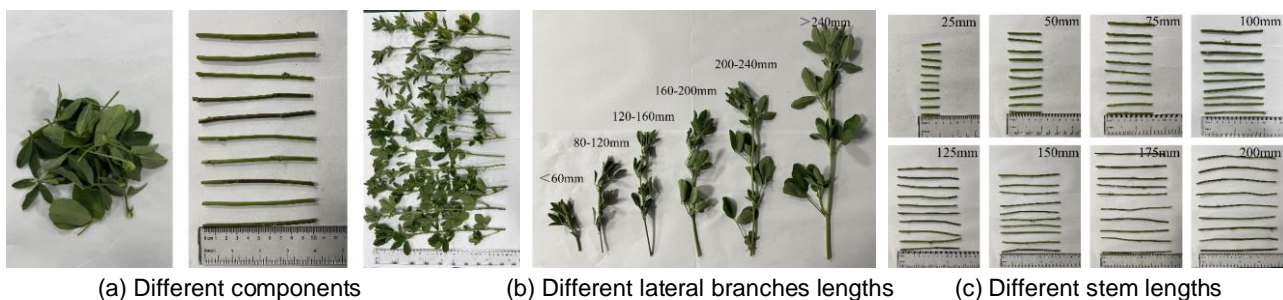 <60mm
80-120mm
120-160mm
160-200mm
200-240mm
>240mm
25mm
50mm
75mm
100mm
125mm
150mm
175mm
200mm
(a) Different components
(b) Different lateral branches lengths
(c) Different stem lengths